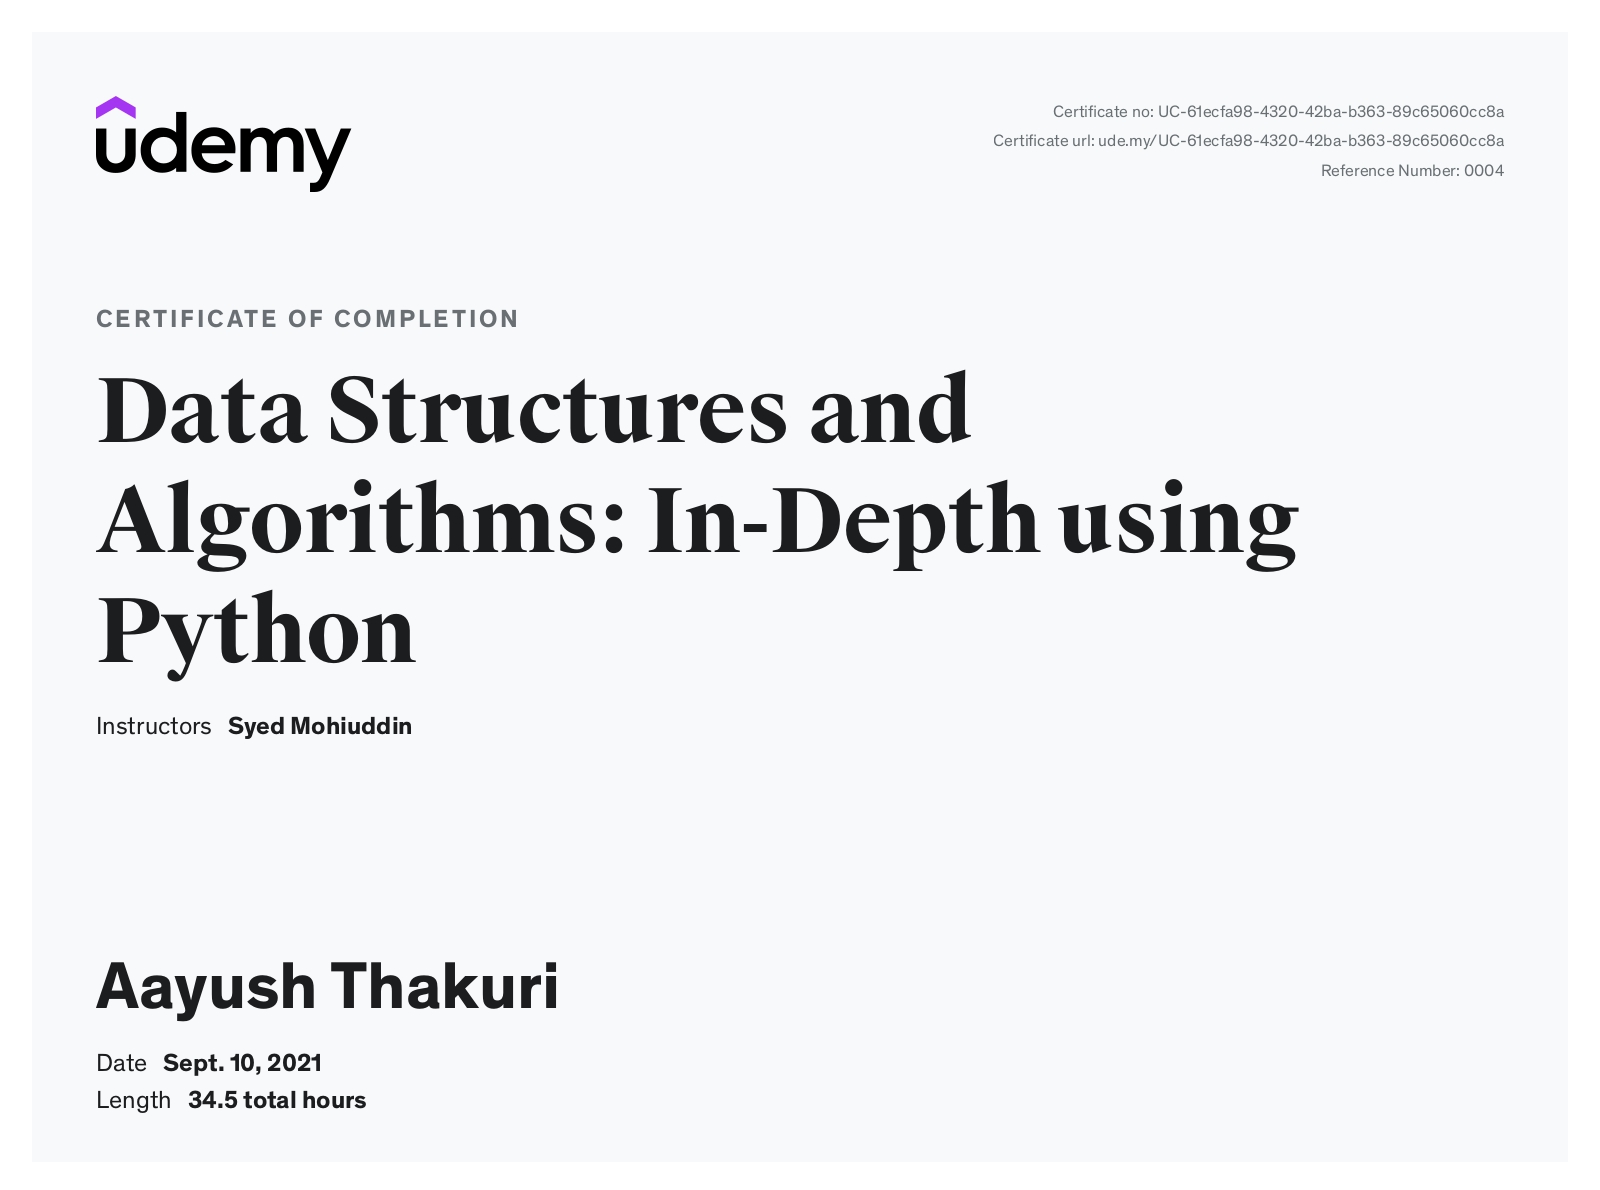 udemy
Certificate no: UC-61ecfa98-4320-42ba-b363-89c65060cc8a
Certificate url: ude.my/UC-61ecfa98-4320-42ba-b363-89c65060cc8a
Reference Number: 0004
CERTIFICATE OF COMPLETION
Data Structures and
Algorithms: In-Depth using
Python
Instructors Syed Mohiuddin
Aayush Thakuri
Date Sept. 10, 2021
Length 34.5 total hours